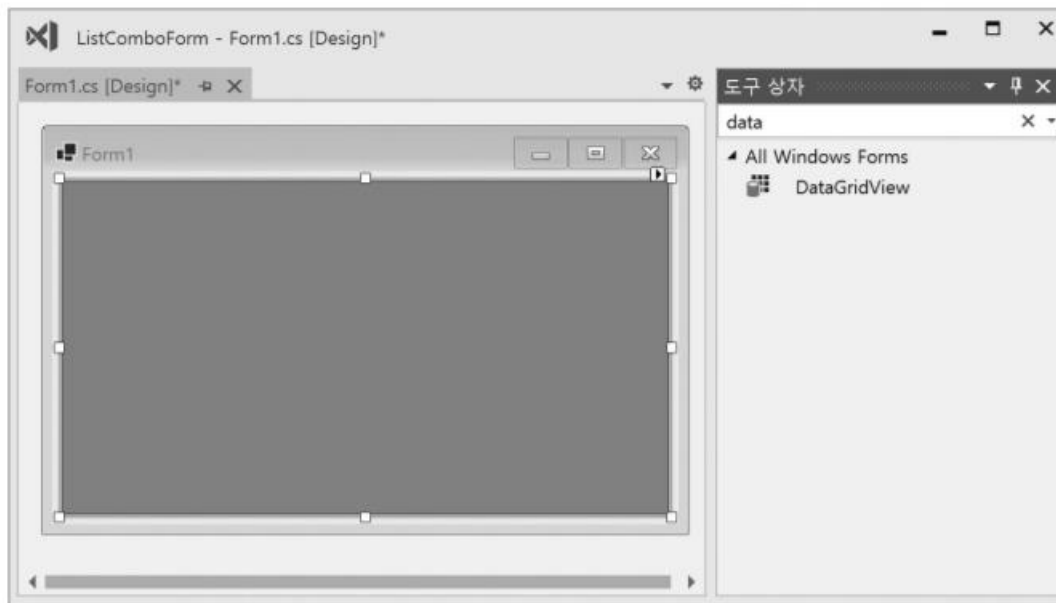 ListComboForm - Form1.cs [Design]*
Form1.cs [Design]*
도구 상자
data
Form1
All Windows Forms
DataGridView